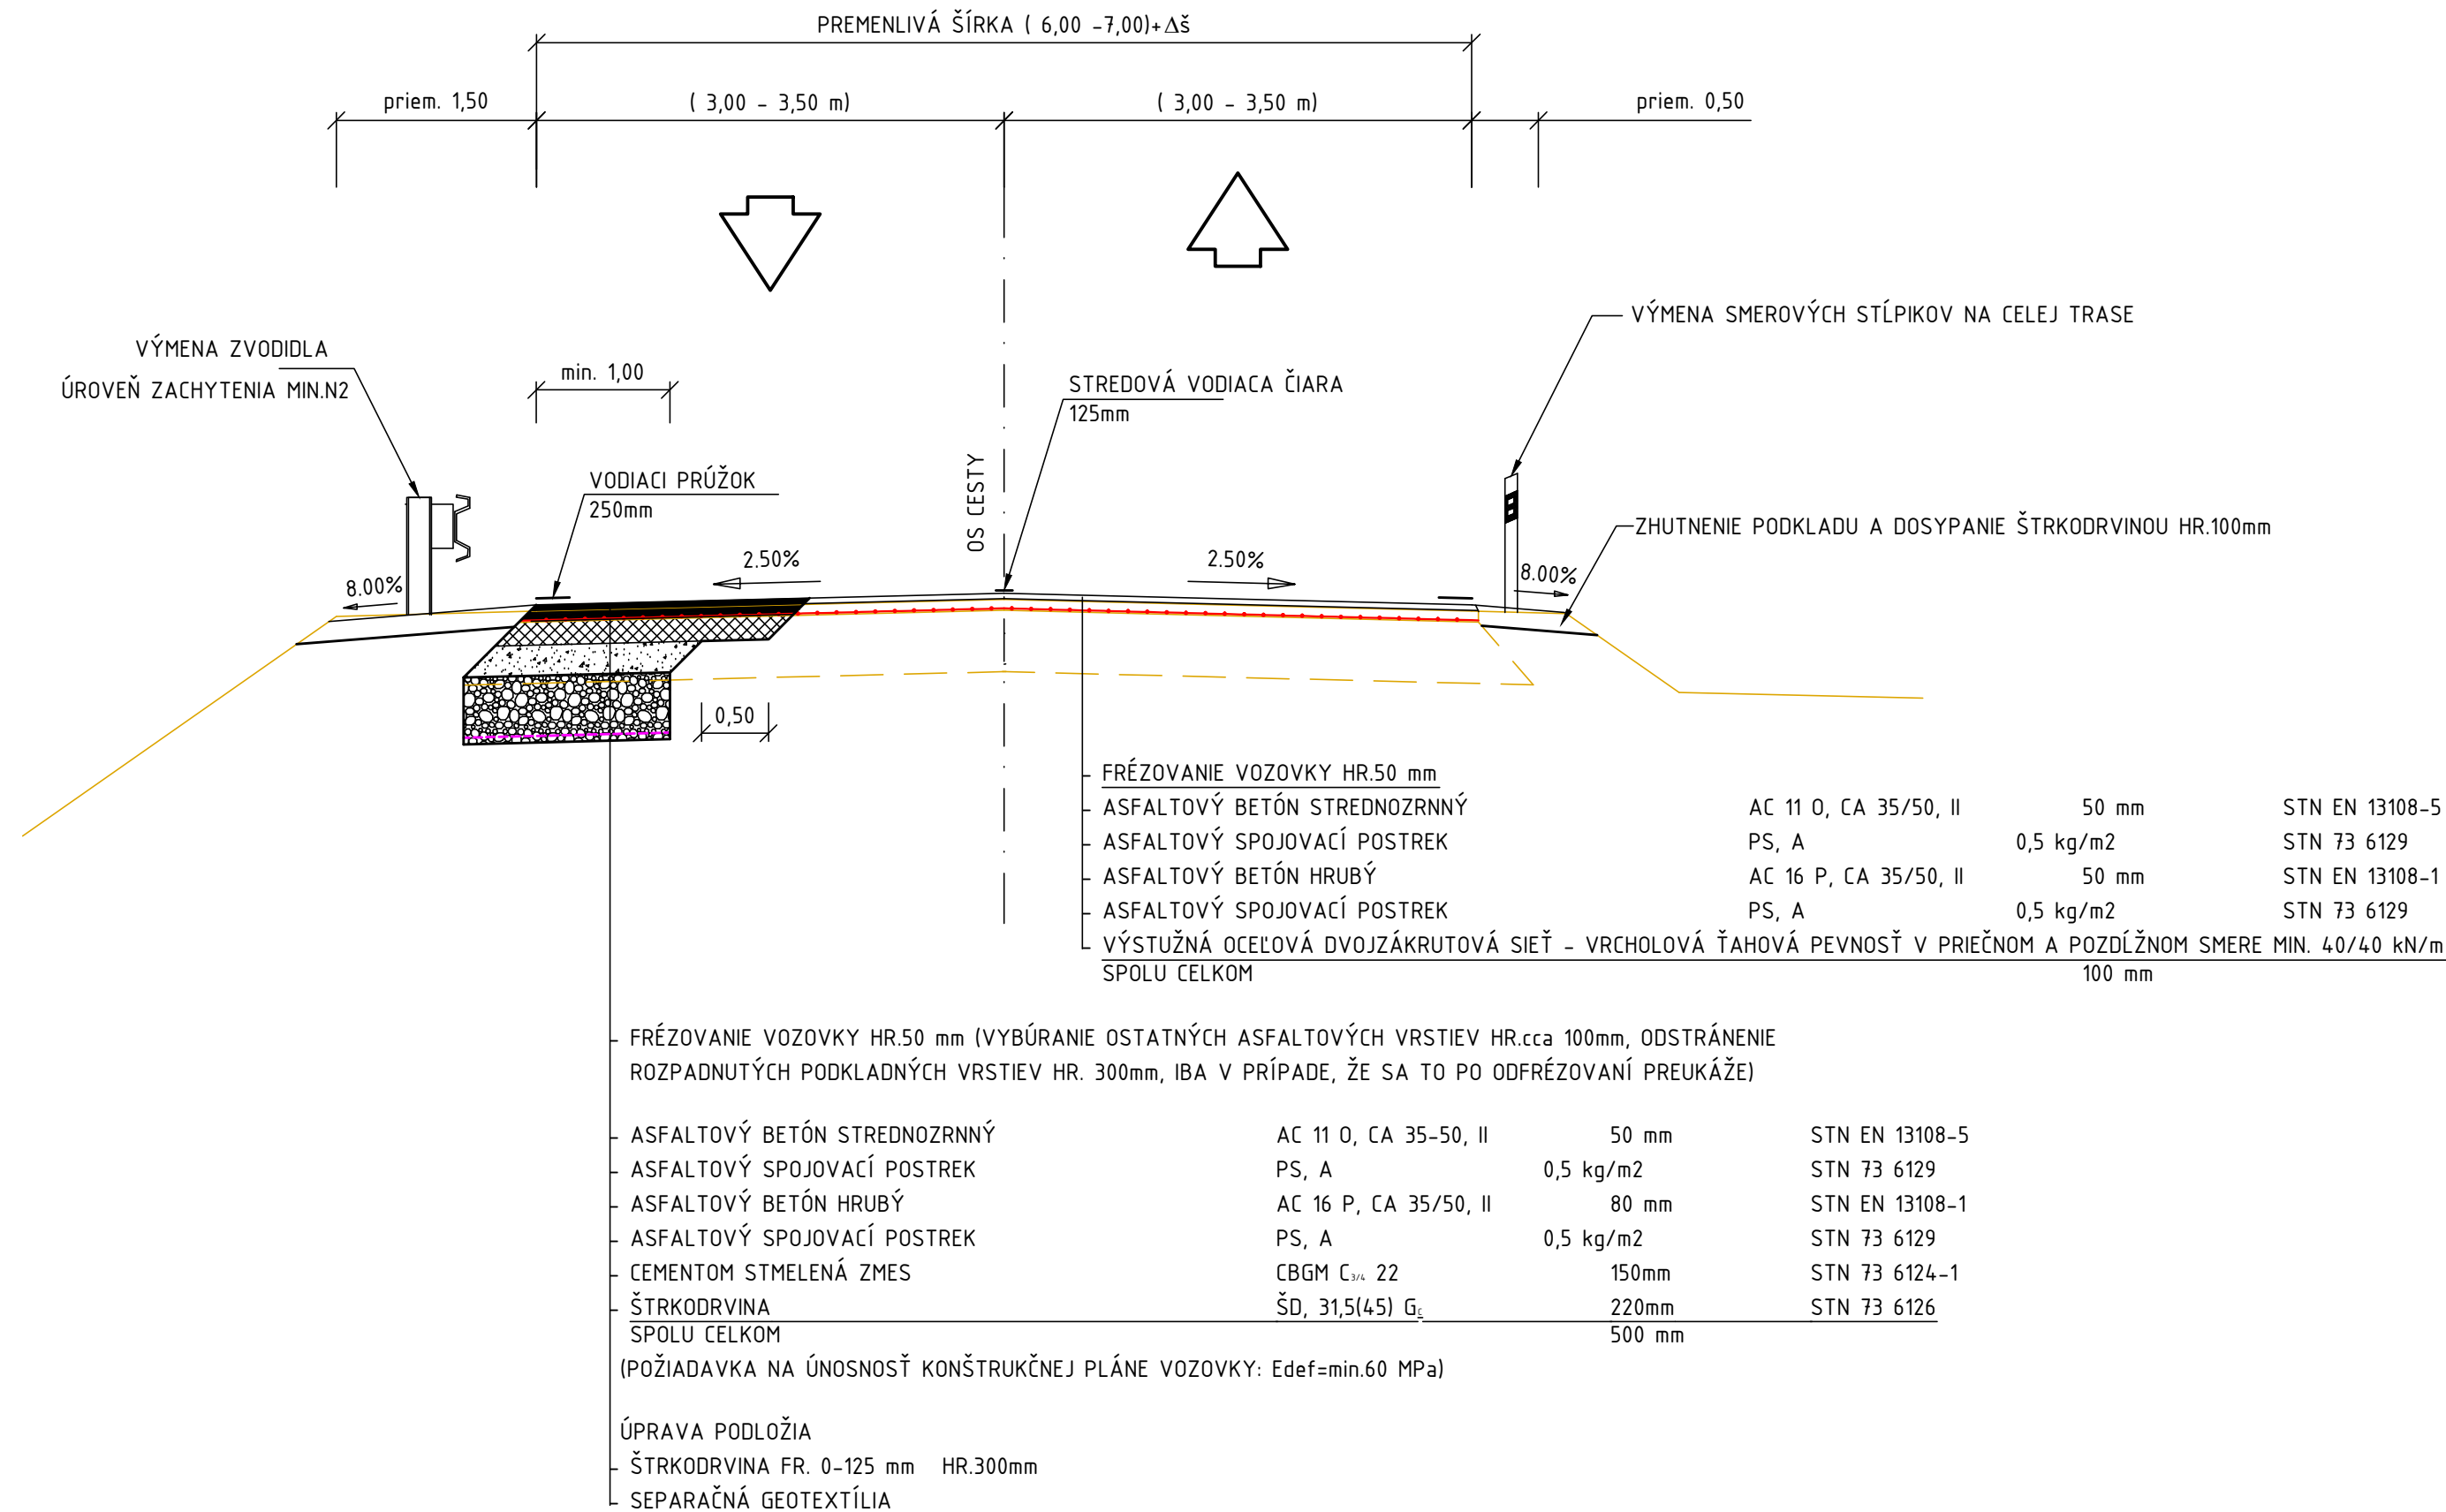 PREMENLIVÁ ŠÍRKA ( 6,00 -7,00)+Δš
priem. 1,50
( 3,00 - 3,50 m)
( 3,00 - 3,50 m)
priem. 0,50
VÝMENA SMEROVÝCH STĹPIKOV NA CELEJ TRASE
VÝMENA ZVODIDLA
ÚROVEŇ ZACHYTENIA MIN.N2
min. 1,00
STREDOVÁ VODIACA ČIARA
125mm
OS CESTY
VODIACI PRÚŽOK
250mm
ZHUTNENIE PODKLADU A DOSYPANIE ŠTRKODRVINOU HR.100mm
8.00%
2.50%
2.50%
8.00%
0,50
FRÉZOVANIE VOZOVKY HR.50 mm
ASFALTOVÝ BETÓN STREDNOZRNNÝ AC 11 O, CA 35/50, II 50 mm STN EN 13108-5
ASFALTOVÝ SPOJOVACÍ POSTREK PS, A 0,5 kg/m2 STN 73 6129
ASFALTOVÝ BETÓN HRUBÝ AC 16 P, CA 35/50, II 50 mm STN EN 13108-1
ASFALTOVÝ SPOJOVACÍ POSTREK PS, A 0,5 kg/m2 STN 73 6129
VÝSTUŽNÁ OCEĽOVÁ DVOJZÁKRUTOVÁ SIEŤ - VRCHOLOVÁ ŤAHOVÁ PEVNOSŤ V PRIEČNOM A POZDĹŽNOM SMERE MIN. 40/40 kN/m
SPOLU CELKOM 100 mm
FRÉZOVANIE VOZOVKY HR.50 mm (VYBÚRANIE OSTATNÝCH ASFALTOVÝCH VRSTIEV HR.cca 100mm, ODSTRÁNENIE
ROZPADNUTÝCH PODKLADNÝCH VRSTIEV HR. 300mm, IBA V PRÍPADE, ŽE SA TO PO ODFRÉZOVANÍ PREUKÁŽE)
ASFALTOVÝ BETÓN STREDNOZRNNÝ AC 11 O, CA 35-50, II 50 mm STN EN 13108-5
ASFALTOVÝ SPOJOVACÍ POSTREK PS, A 0,5 kg/m2 STN 73 6129
ASFALTOVÝ BETÓN HRUBÝ AC 16 P, CA 35/50, II 80 mm STN EN 13108-1
ASFALTOVÝ SPOJOVACÍ POSTREK PS, A 0,5 kg/m2 STN 73 6129
CEMENTOM STMELENÁ ZMES CBGM C3/4 22 150mm STN 73 6124-1
ŠTRKODRVINA ŠD, 31,5(45) Gc 220mm STN 73 6126
SPOLU CELKOM 500 mm
(POŽIADAVKA NA ÚNOSNOSŤ KONŠTRUKČNEJ PLÁNE VOZOVKY: Edef=min.60 MPa)
ÚPRAVA PODLOŽIA
ŠTRKODRVINA FR. 0-125 mm HR.300mm
SEPARAČNÁ GEOTEXTÍLIA